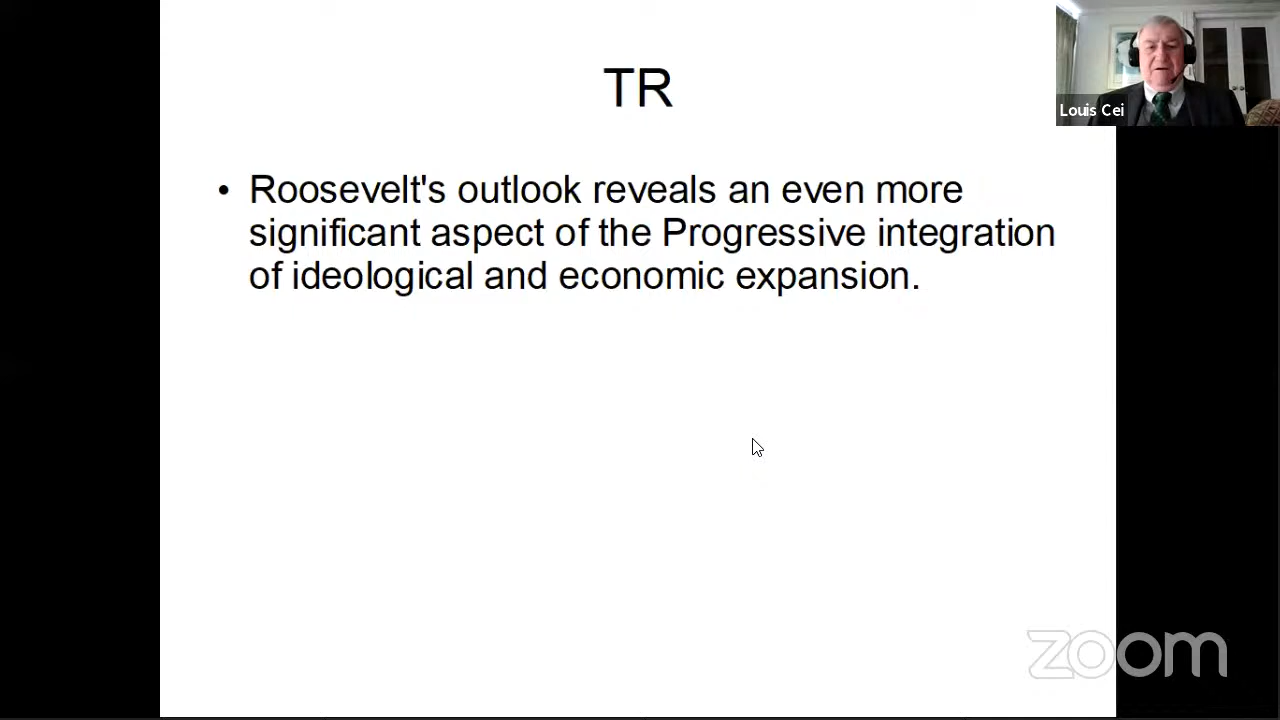 TR
Louis Cei
• Roosevelt's outlook reveals an even more
significant aspect of the Progressive integration
of ideological and economic expansion.
zoom